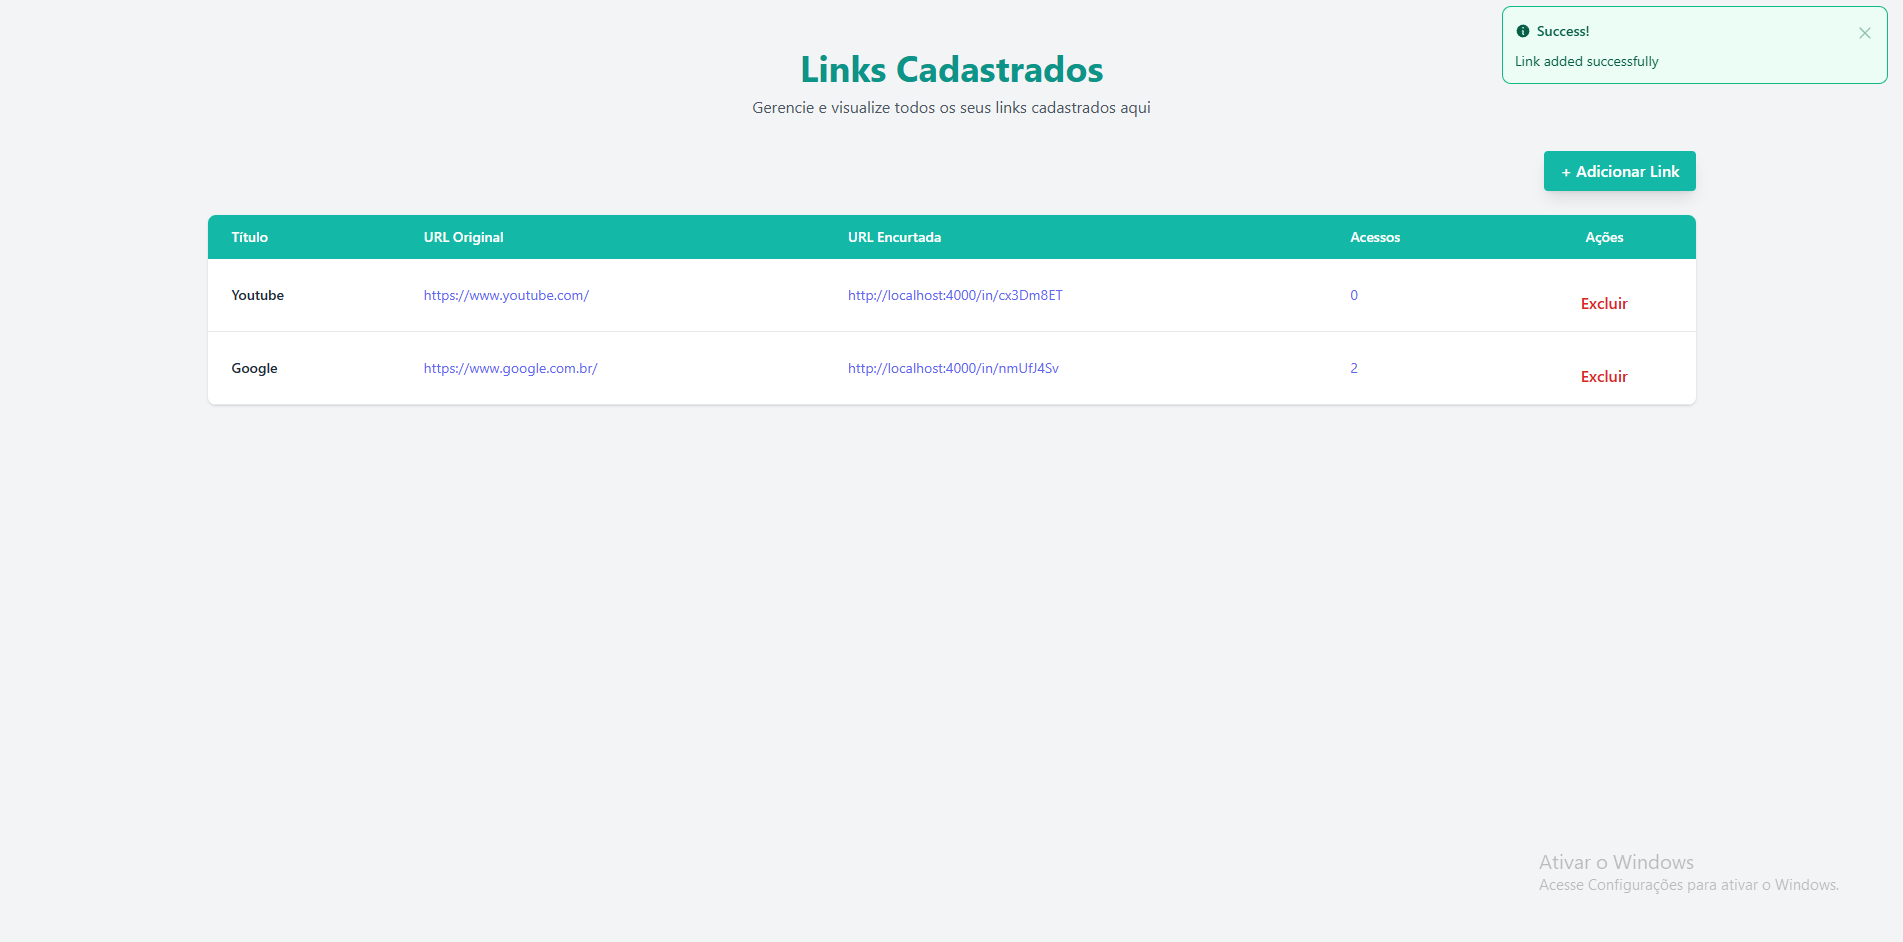 Success!
Link added successfully
Links Cadastrados
Gerencie e visualize todos os seus links cadastrados aqui
+ Adicionar Link
Título URL Original URL Encurtada Acessos Ações
Youtube https://www.youtube.com/ http://localhost:4000/in/cx3Dm8ET 0 Excluir
Google https://www.google.com.br/ http://localhost:4000/in/nmUfJ4Sv 2 Excluir
Ativar o Windows
Acesse Configurações para ativar o Windows.